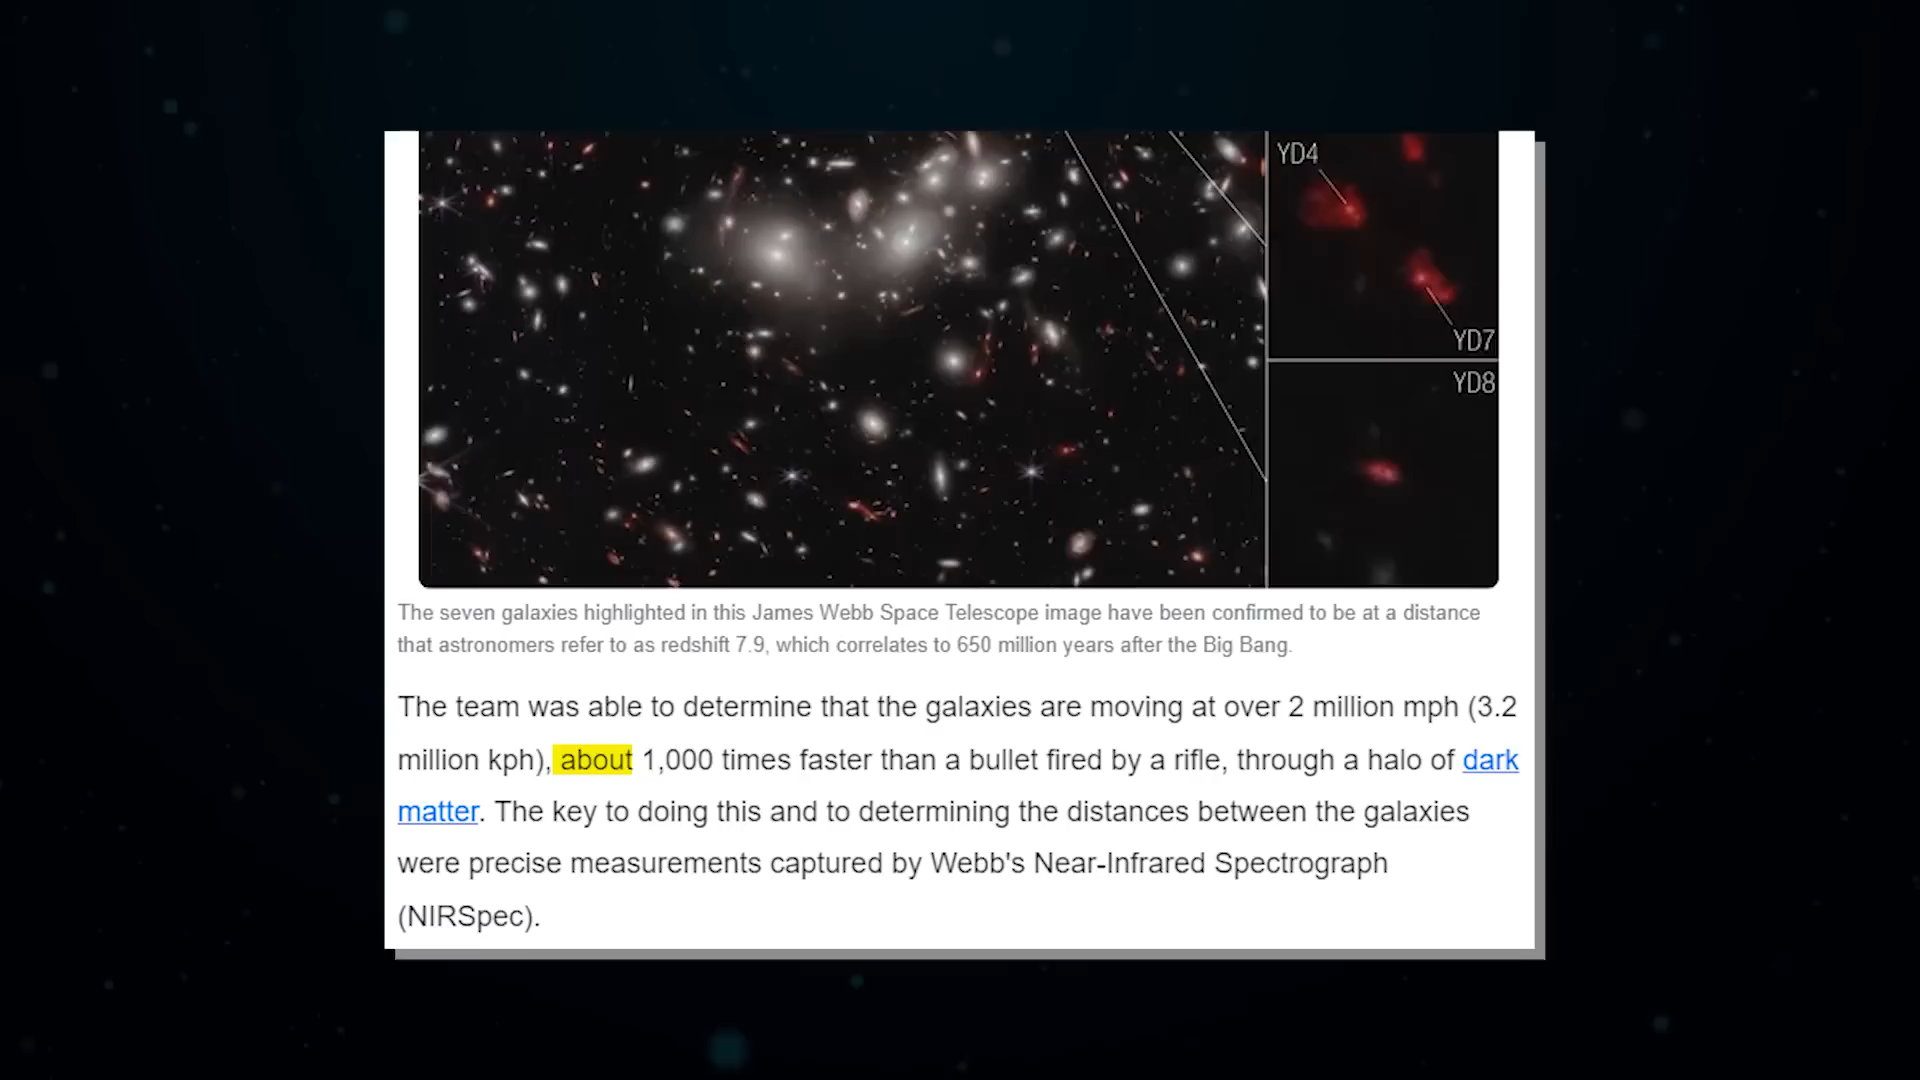 YD4
YD7
YD8
The seven galaxies highlighted in this James Webb Space Telescope image have been confirmed to be at a distance
that astronomers refer to as redshift 7.9, which correlates to 650 million years after the Big Bang.
The team was able to determine that the galaxies are moving at over 2 million mph (3.2
million kph), about 1,000 times faster than a bullet fired by a rifle, through a halo of dark
matter. The key to doing this and to determining the distances between the galaxies
were precise measurements captured by Webb's Near-Infrared Spectrograph
(NIRSpec).